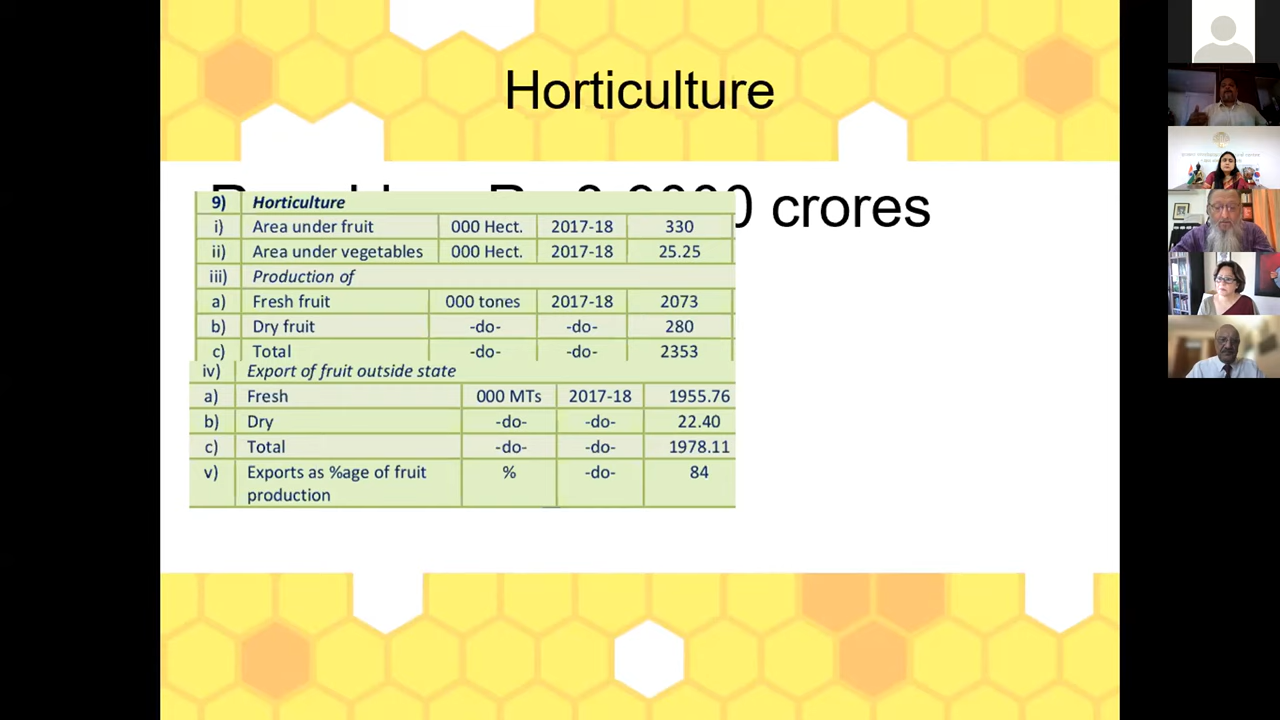 Horticulture
crores
9) Horticulture
i) Area under fruit 000 Hect. 2017-18 330
ii) Area under vegetables 000 Hect. 2017-18 25.25
iii) Production of
a) Fresh fruit 000 tones 2017-18 2073
b) Dry fruit -do- -do- 280
c) Total -do- -do- 2353
iv) Export of fruit outside state
a) Fresh 000 MTs 2017-18 1955.76
b) Dry -do- -do- 22.40
c) Total -do- -do- 1978.11
v) Exports as %age of fruit % -do- 84
production